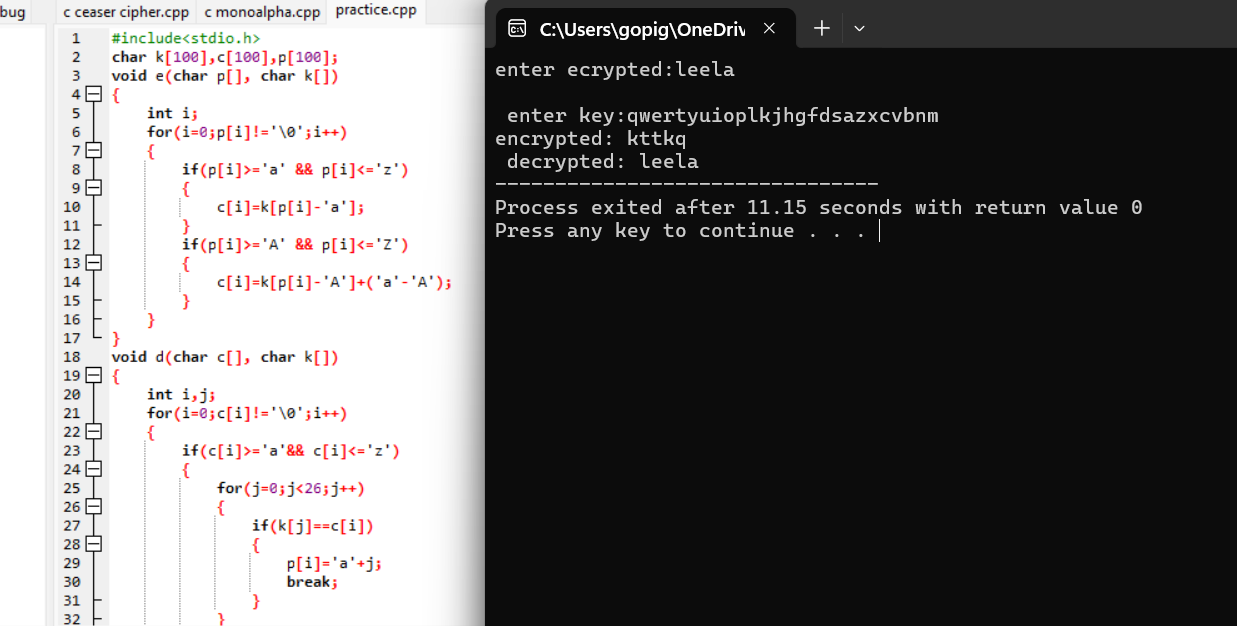 bug
c ceaser cipher.cpp
c monoalpha.cpp
practice.cpp
1 #include<stdio.h>
2 char k[100],c[100],p[100];
3 void e(char p[], char k[])
4 {
5 int i;
6 for(i=0;p[i]!='\0';i++)
7 {
8 if(p[i]>='a' && p[i]<='z')
9 {
10 c[i]=k[p[i]-'a'];
11 }
12 if(p[i]>='A' && p[i]<='Z')
13 {
14 c[i]=k[p[i]-'A']+('a'-'A');
15 }
16 }
17 }
18 void d(char c[], char k[])
19 {
20 int i,j;
21 for(i=0;c[i]!='\0';i++)
22 {
23 if(c[i]>='a'&& c[i]<='z')
24 {
25 for(j=0;j<26;j++)
26 {
27 if(k[j]==c[i])
28 {
29 p[i]='a'+j;
30 break;
31 }
32 }
C:\Users\gopig\OneDriv
enter ecrypted:leela
enter key:qwertyuioplkjhgfdsazxcvbnm
encrypted: kttkq
decrypted: leela
--------------------------------
Process exited after 11.15 seconds with return value 0
Press any key to continue . . .